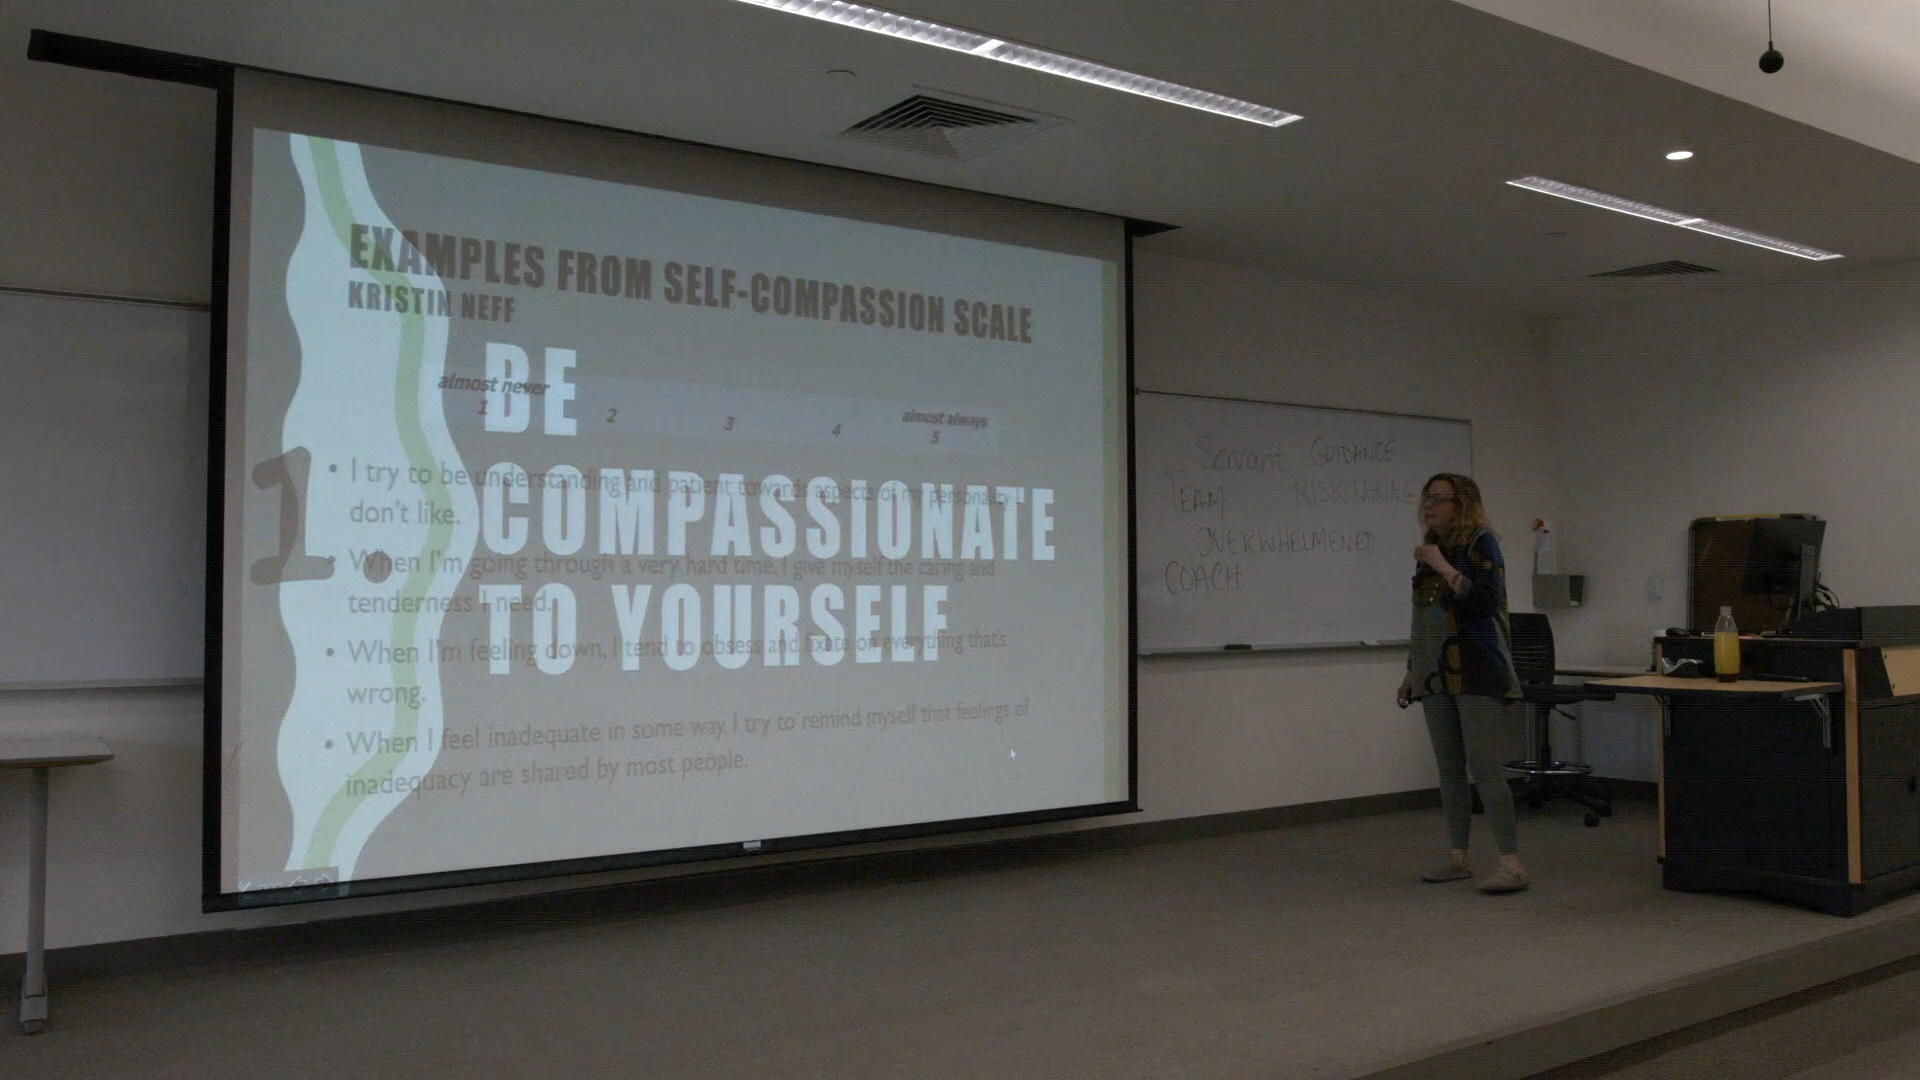 EXAMPLES FROM SELF-COMPASSION SCALE
KRISTIN NEFF
almost never
almost always
1 2 3 4 5
• I try to be understanding and patient towards aspects of my personality I
don't like.
• When I'm going through a very hard time, I give myself the caring and
tenderness I need.
• When I'm feeling down, I tend to obsess and fixate on everything that's
wrong.
• When I feel inadequate in some way, I try to remind myself that feelings of
inadequacy are shared by most people.
1.
BE
COMPASSIONATE
TO YOURSELF
Servant GUIDANCE
TEAM RISKTAKING
OVERWHELMENED
COACH